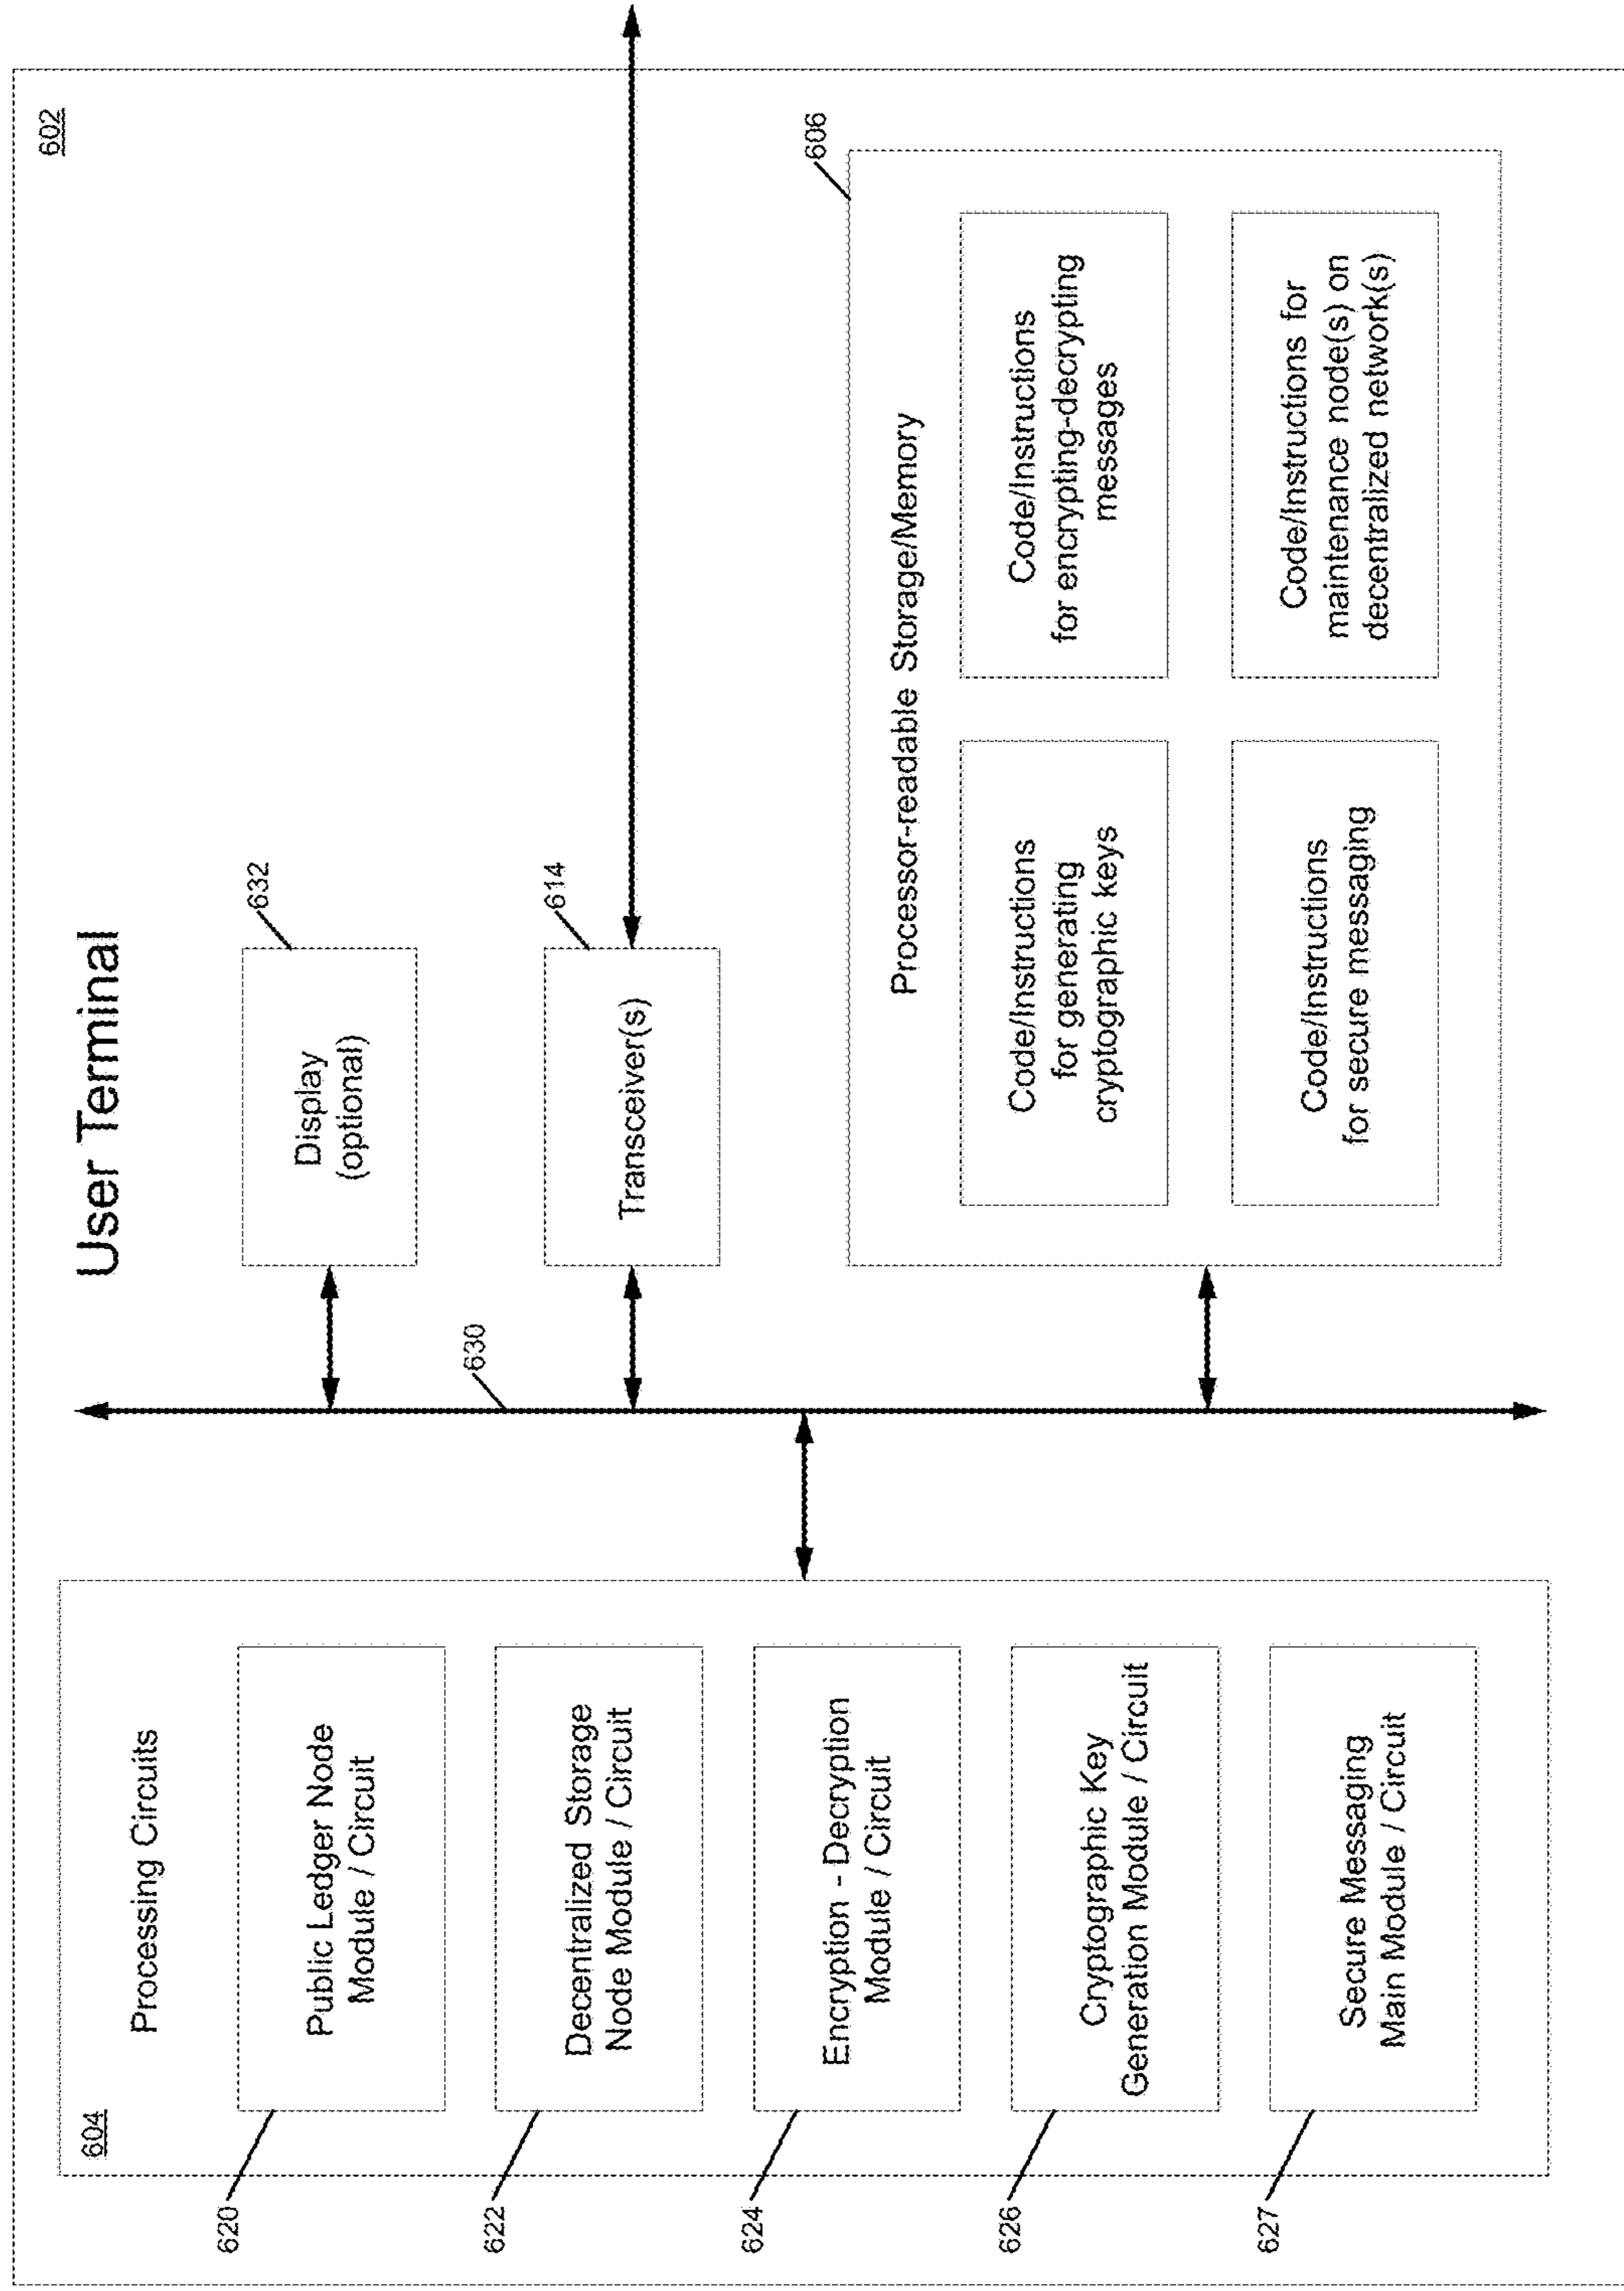 User Terminal
602
604
Processing Circuits
620
Public Ledger Node
Module / Circuit
622
Decentralized Storage
Node Module / Circuit
624
Encryption - Decryption
Module / Circuit
626
Cryptographic Key
Generation Module / Circuit
627
Secure Messaging
Main Module / Circuit
630
632
Display
(optional)
614
Transceiver(s)
606
Processor-readable Storage/Memory
Code/Instructions
for generating
cryptographic keys
Code/Instructions
for encrypting-decrypting
messages
Code/Instructions
for secure messaging
Code/Instructions for
maintenance node(s) on
decentralized network(s)